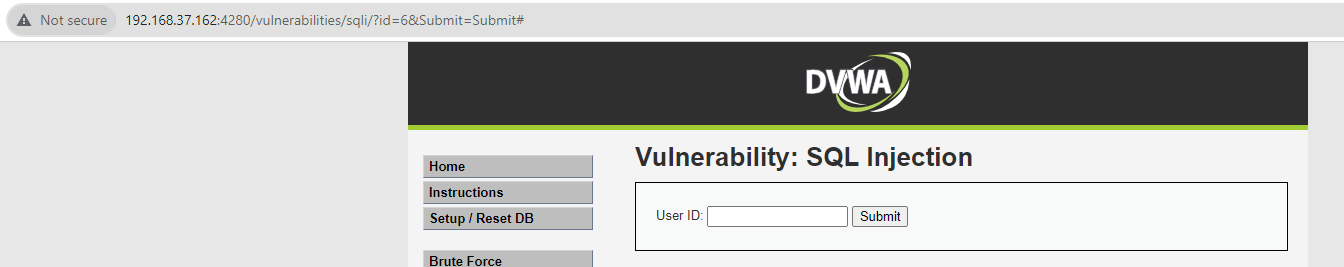 Not secure 192.168.37.162:4280/vulnerabilities/sqli/?id=6&Submit=Submit#
DVWA
Vulnerability: SQL Injection
Home
Instructions
Setup / Reset DB
Brute Force
User ID: Submit